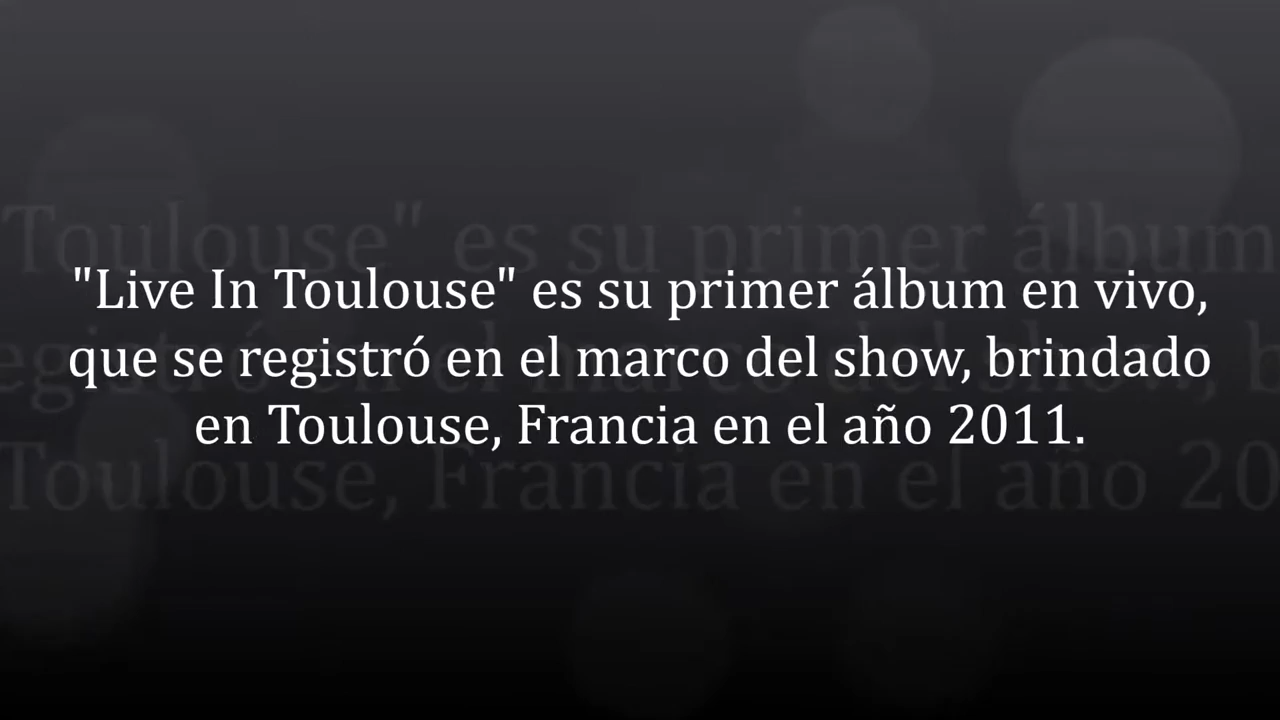 "Live In Toulouse" es su primer álbum en vivo,
que se registró en el marco del show, brindado
en Toulouse, Francia en el año 2011.